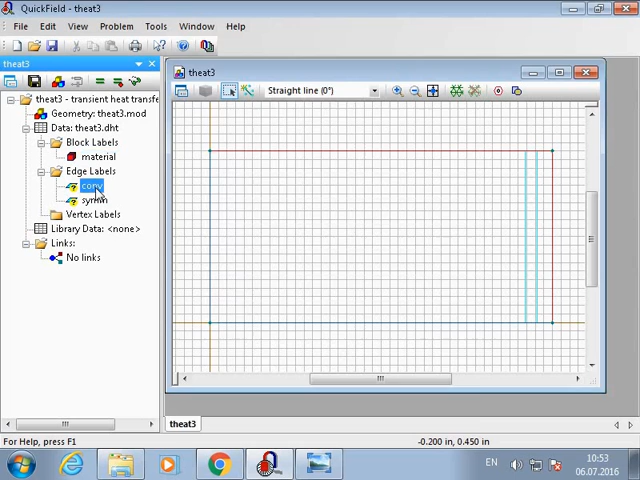 QuickField - theat3
File Edit View Problem Tools Window Help
theat3
theat3 - transient heat transfe
Geometry: theat3.mod
Data: theat3.dht
Block Labels
material
Edge Labels
conv
symm
Vertex Labels
Library Data: <none>
Links:
No links
theat3
Straight line (0°)
theat3
For Help, press F1
-0.200 in, 0.450 in
EN
10:53
06.07.2016